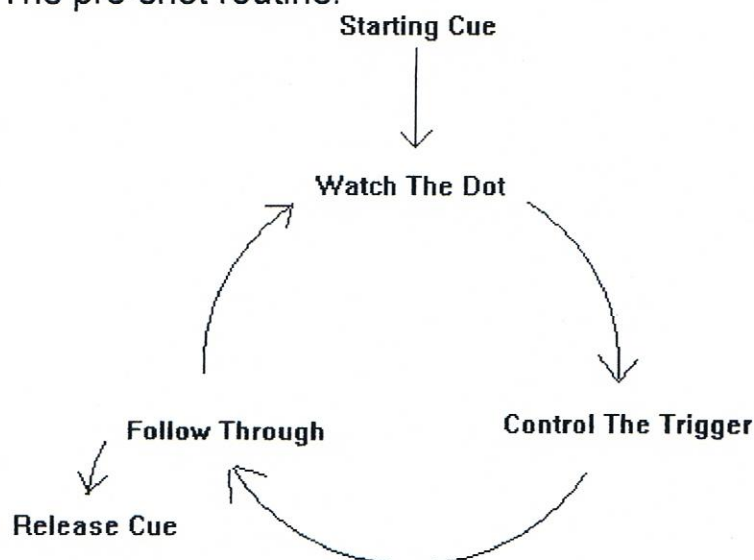 The pre-shot routine.
Starting Cue
Watch The Dot
Control The Trigger
Follow Through
Release Cue